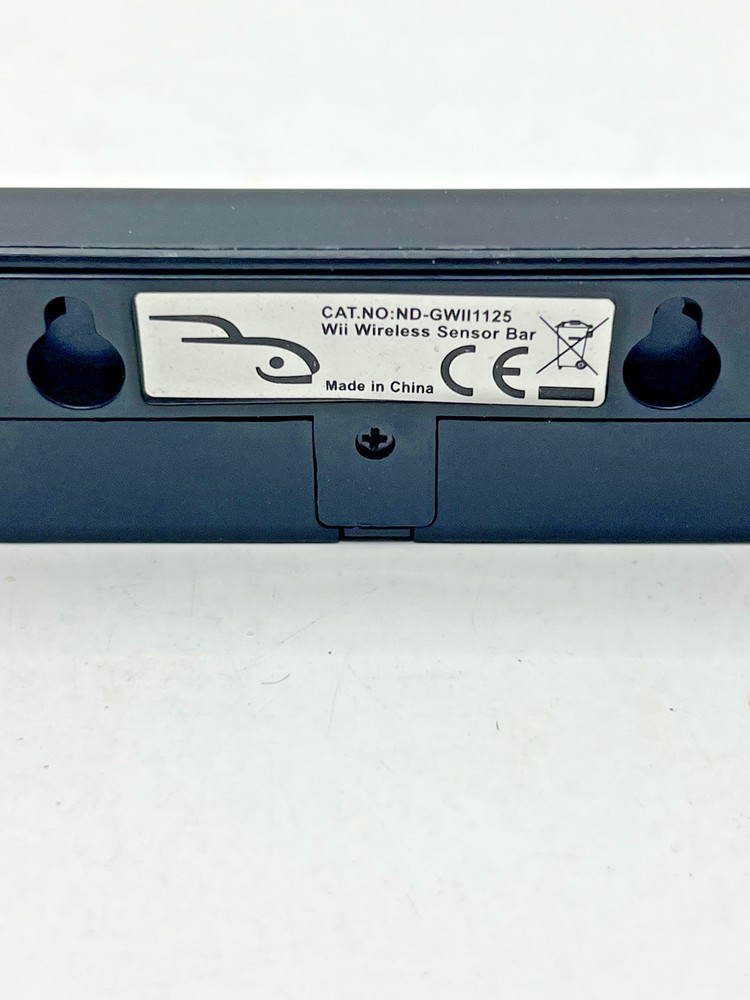 CAT.NO:ND-GWII1125
Wii Wireless Sensor Bar
Made in China
CE